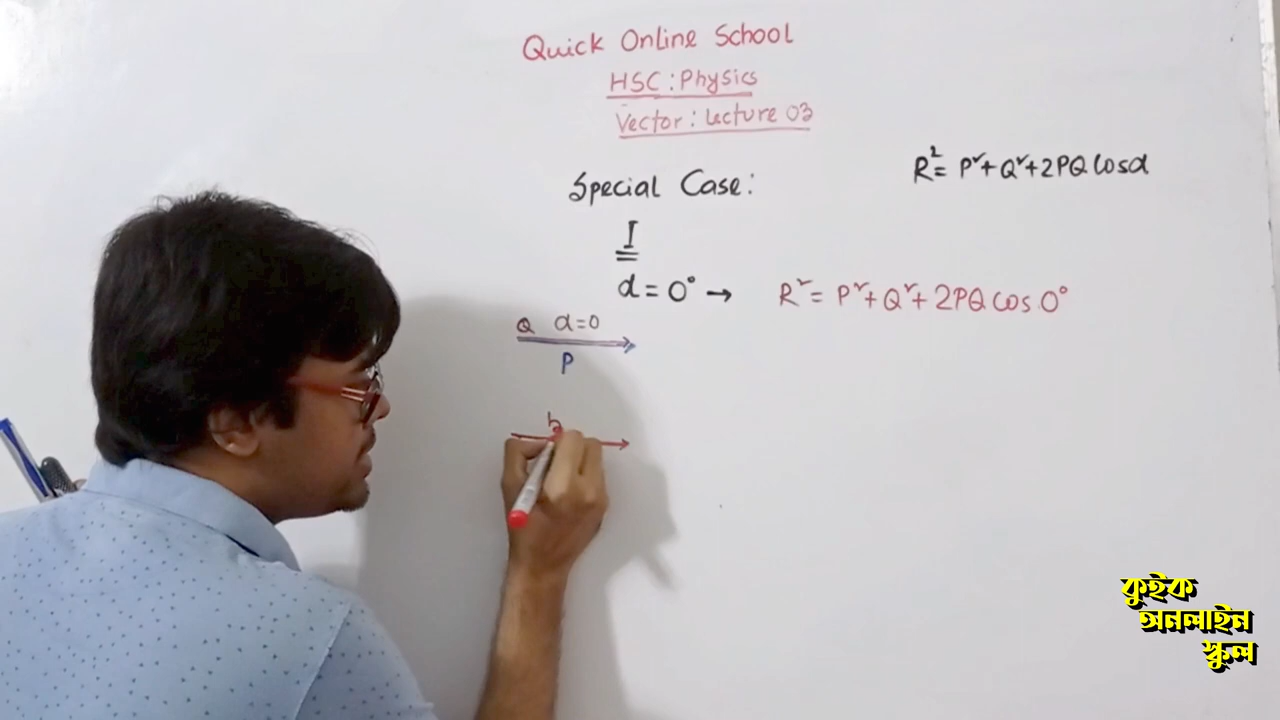 Quick Online School
HSC : Physics
Vector : Lecture 03
Special Case :
R² = P² + Q² + 2PQ Cosα
I
α = 0° → R² = P² + Q² + 2PQ cos 0°
Q α = 0
P
কুইক
অনলাইন
স্কুল